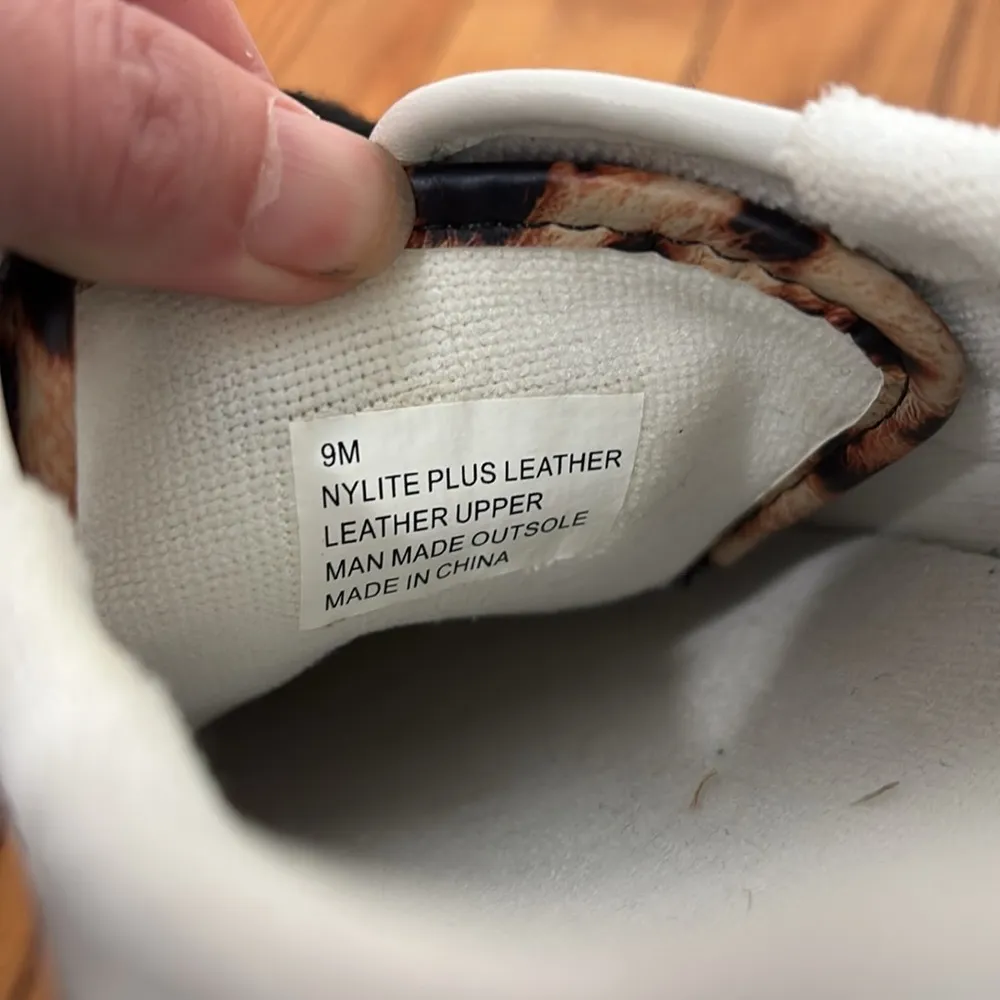 9M
NYLITE PLUS LEATHER
LEATHER UPPER
MAN MADE OUTSOLE
MADE IN CHINA